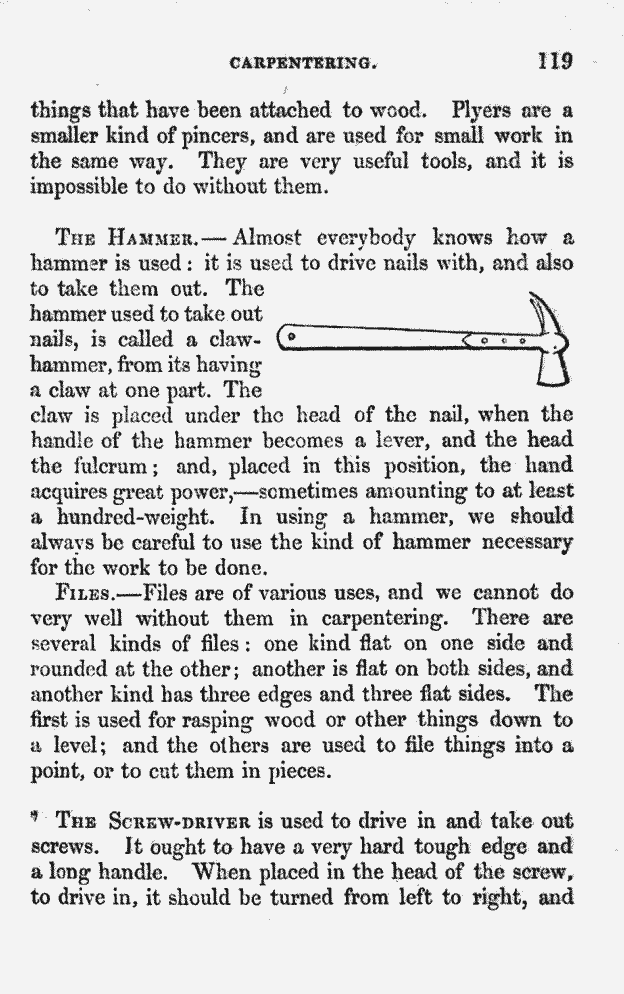 CARPENTERING. 119
things that have been attached to wood. Plyers are a
smaller kind of pincers, and are used for small work in
the same way. They are very useful tools, and it is
impossible to do without them.
THE HAMMER.—Almost everybody knows how a
hammer is used: it is used to drive nails with, and also
to take them out. The
hammer used to take out
nails, is called a claw-
hammer, from its having
a claw at one part. The
claw is placed under the head of the nail, when the
handle of the hammer becomes a lever, and the head
the fulcrum; and, placed in this position, the hand
acquires great power,—sometimes amounting to at least
a hundred-weight. In using a hammer, we should
always be careful to use the kind of hammer necessary
for the work to be done.
FILES.—Files are of various uses, and we cannot do
very well without them in carpentering. There are
several kinds of files: one kind flat on one side and
rounded at the other; another is flat on both sides, and
another kind has three edges and three flat sides. The
first is used for rasping wood or other things down to
a level; and the others are used to file things into a
point, or to cut them in pieces.
THE SCREW-DRIVER is used to drive in and take out
screws. It ought to have a very hard tough edge and
a long handle. When placed in the head of the screw,
to drive in, it should be turned from left to right, and